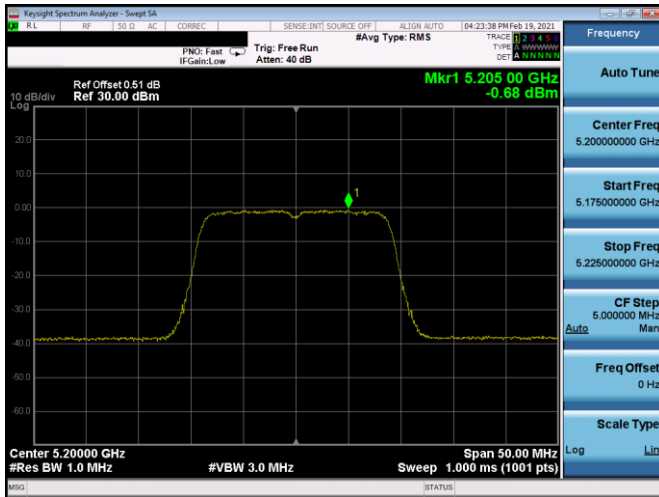 Keysight Spectrum Analyzer - Swept SA
RL RF 50 Ω AC CORREC SENSE:INT SOURCE OFF ALIGN AUTO 04:23:38 PM Feb 19, 2021
#Avg Type: RMS
TRACE 1 2 3 4 5 6
TYPE A WWWWW
DET A NNNNN
PNO: Fast
IFGain:Low
Trig: Free Run
Atten: 40 dB
Mkr1 5.205 00 GHz
-0.68 dBm
Ref Offset 0.51 dB
Ref 30.00 dBm
10 dB/div
Log
20.0
10.0
0.00
-10.0
-20.0
-30.0
-40.0
-50.0
-60.0
1
Center 5.20000 GHz
#Res BW 1.0 MHz
#VBW 3.0 MHz
Span 50.00 MHz
Sweep 1.000 ms (1001 pts)
MSG
STATUS
Frequency
Auto Tune
Center Freq
5.200000000 GHz
Start Freq
5.175000000 GHz
Stop Freq
5.225000000 GHz
CF Step
5.000000 MHz
Auto Man
Freq Offset
0 Hz
Scale Type
Log Lin